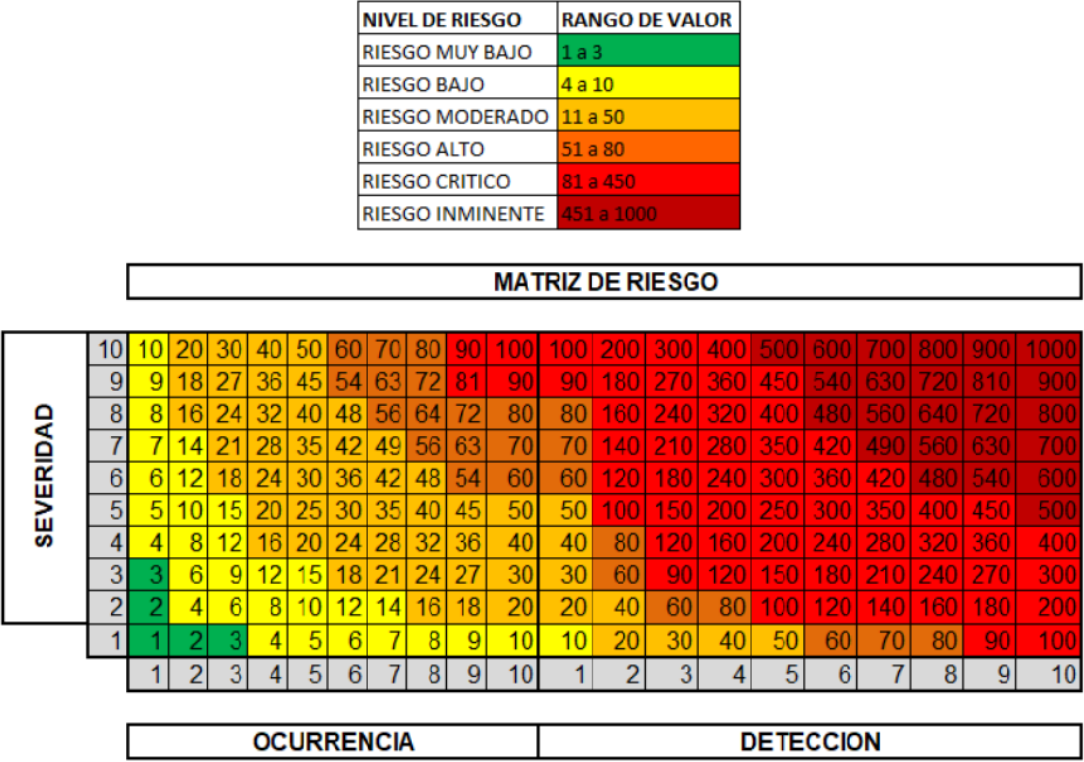 NIVEL DE RIESGO RANGO DE VALOR
RIESGO MUY BAJO 1 a 3
RIESGO BAJO 4 a 10
RIESGO MODERADO 11 a 50
RIESGO ALTO 51 a 80
RIESGO CRITICO 81 a 450
RIESGO INMINENTE 451 a 1000
MATRIZ DE RIESGO
SEVERIDAD
10 10 20 30 40 50 60 70 80 90 100 100 200 300 400 500 600 700 800 900 1000
9 9 18 27 36 45 54 63 72 81 90 90 180 270 360 450 540 630 720 810 900
8 8 16 24 32 40 48 56 64 72 80 80 160 240 320 400 480 560 640 720 800
7 7 14 21 28 35 42 49 56 63 70 70 140 210 280 350 420 490 560 630 700
6 6 12 18 24 30 36 42 48 54 60 60 120 180 240 300 360 420 480 540 600
5 5 10 15 20 25 30 35 40 45 50 50 100 150 200 250 300 350 400 450 500
4 4 8 12 16 20 24 28 32 36 40 40 80 120 160 200 240 280 320 360 400
3 3 6 9 12 15 18 21 24 27 30 30 60 90 120 150 180 210 240 270 300
2 2 4 6 8 10 12 14 16 18 20 20 40 60 80 100 120 140 160 180 200
1 1 2 3 4 5 6 7 8 9 10 10 20 30 40 50 60 70 80 90 100
1 2 3 4 5 6 7 8 9 10 1 2 3 4 5 6 7 8 9 10
OCURRENCIA DETECCION